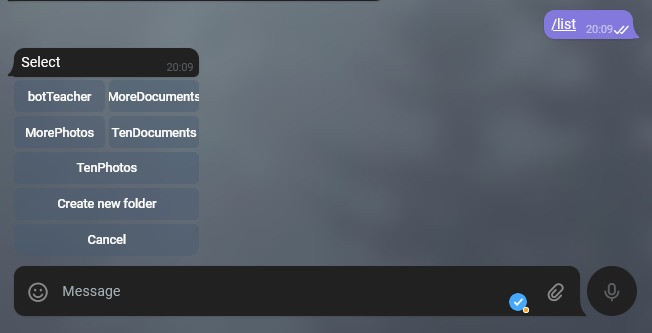 /list 20:09
Select 20:09
botTeacher MoreDocuments
MorePhotos TenDocuments
TenPhotos
Create new folder
Cancel
Message